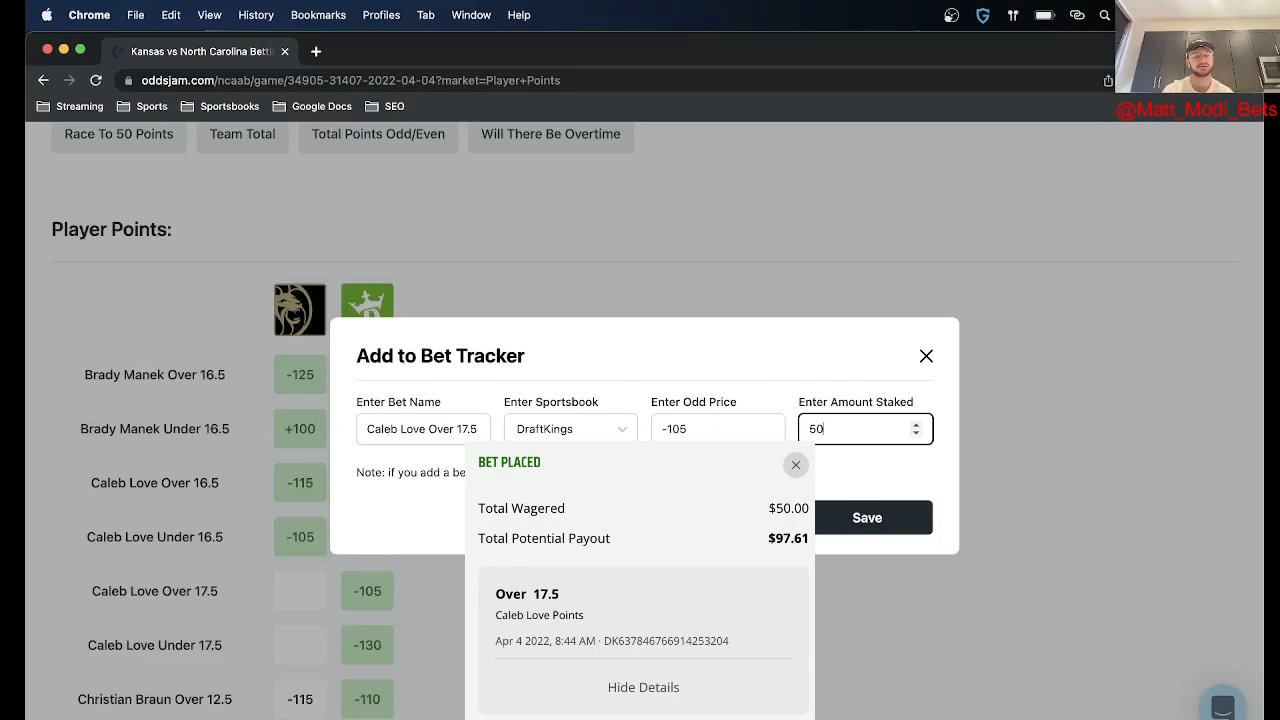 Chrome File Edit View History Bookmarks Profiles Tab Window Help
Kansas vs North Carolina Bettin
oddsjam.com/ncaab/game/34905-31407-2022-04-04?market=Player+Points
Streaming Sports Sportsbooks Google Docs SEO
@Matt_Modi_Bets
Race To 50 Points Team Total Total Points Odd/Even Will There Be Overtime
Player Points:
Add to Bet Tracker
Enter Bet Name Enter Sportsbook Enter Odd Price Enter Amount Staked
Caleb Love Over 17.5 DraftKings -105 50
Note: if you add a be
Save
BET PLACED
Total Wagered $50.00
Total Potential Payout $97.61
Over 17.5
Caleb Love Points
Apr 4 2022, 8:44 AM · DK637846766914253204
Hide Details
Brady Manek Over 16.5 -125
Brady Manek Under 16.5 +100
Caleb Love Over 16.5 -115
Caleb Love Under 16.5 -105
Caleb Love Over 17.5 -105
Caleb Love Under 17.5 -130
Christian Braun Over 12.5 -115 -110